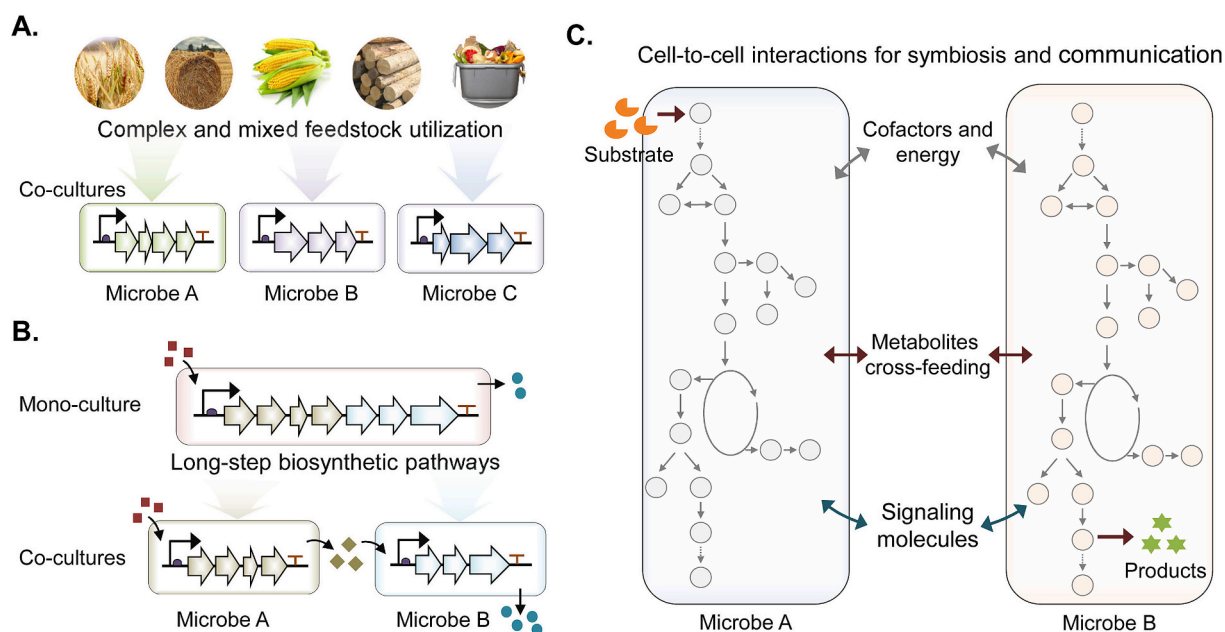 A.
Complex and mixed feedstock utilization
Co-cultures
Microbe A
Microbe B
Microbe C
B.
Mono-culture
Long-step biosynthetic pathways
Co-cultures
Microbe A
Microbe B
C.
Cell-to-cell interactions for symbiosis and communication
Substrate
Cofactors and
energy
Metabolites
cross-feeding
Signaling
molecules
Products
Microbe A
Microbe B